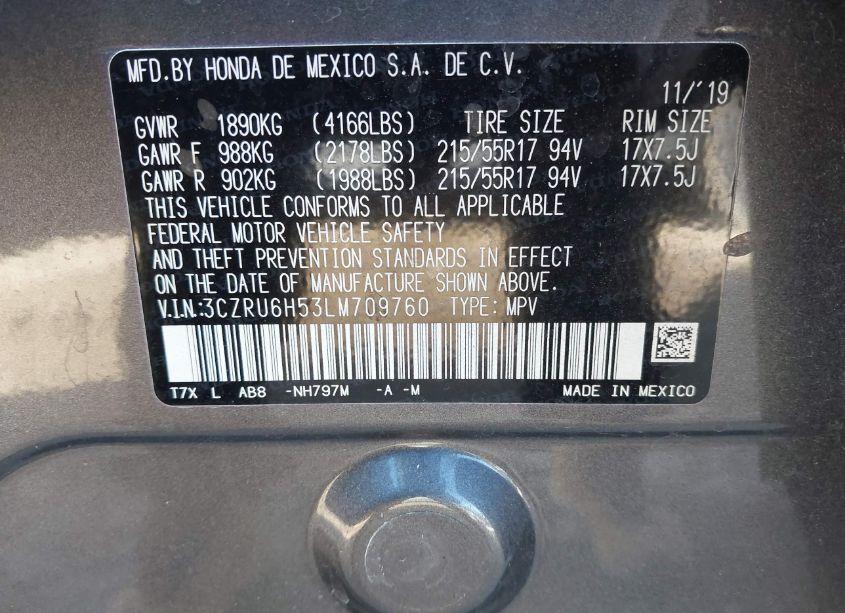 MFD.BY HONDA DE MEXICO S.A. DE C.V.
11/'19
GVWR 1890KG (4166LBS) TIRE SIZE RIM SIZE
GAWR F 988KG (2178LBS) 215/55R17 94V 17X7.5J
GAWR R 902KG (1988LBS) 215/55R17 94V 17X7.5J
THIS VEHICLE CONFORMS TO ALL APPLICABLE
FEDERAL MOTOR VEHICLE SAFETY
AND THEFT PREVENTION STANDARDS IN EFFECT
ON THE DATE OF MANUFACTURE SHOWN ABOVE.
V.I.N.:3CZRU6H53LM709760 TYPE: MPV
T7X L AB8 -NH797M -A -M MADE IN MEXICO